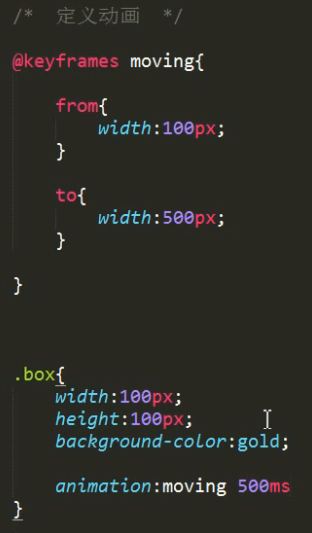 /*  定义动画  */
@keyframes moving{
from{
width:100px;
}
to{
width:500px;
}
}
.box{
width:100px;
height:100px;
background-color:gold;
animation:moving 500ms
}